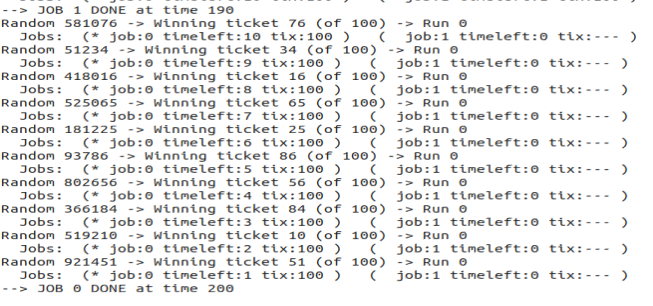 --> JOB 1 DONE at time 190
Random 581076 -> Winning ticket 76 (of 100) -> Run 0
Jobs: (* job:0 timeleft:10 tix:100 ) ( job:1 timeleft:0 tix:--- )
Random 51234 -> Winning ticket 34 (of 100) -> Run 0
Jobs: (* job:0 timeleft:9 tix:100 ) ( job:1 timeleft:0 tix:--- )
Random 418016 -> Winning ticket 16 (of 100) -> Run 0
Jobs: (* job:0 timeleft:8 tix:100 ) ( job:1 timeleft:0 tix:--- )
Random 525065 -> Winning ticket 65 (of 100) -> Run 0
Jobs: (* job:0 timeleft:7 tix:100 ) ( job:1 timeleft:0 tix:--- )
Random 181225 -> Winning ticket 25 (of 100) -> Run 0
Jobs: (* job:0 timeleft:6 tix:100 ) ( job:1 timeleft:0 tix:--- )
Random 93786 -> Winning ticket 86 (of 100) -> Run 0
Jobs: (* job:0 timeleft:5 tix:100 ) ( job:1 timeleft:0 tix:--- )
Random 802656 -> Winning ticket 56 (of 100) -> Run 0
Jobs: (* job:0 timeleft:4 tix:100 ) ( job:1 timeleft:0 tix:--- )
Random 366184 -> Winning ticket 84 (of 100) -> Run 0
Jobs: (* job:0 timeleft:3 tix:100 ) ( job:1 timeleft:0 tix:--- )
Random 519210 -> Winning ticket 10 (of 100) -> Run 0
Jobs: (* job:0 timeleft:2 tix:100 ) ( job:1 timeleft:0 tix:--- )
Random 921451 -> Winning ticket 51 (of 100) -> Run 0
Jobs: (* job:0 timeleft:1 tix:100 ) ( job:1 timeleft:0 tix:--- )
--> JOB 0 DONE at time 200